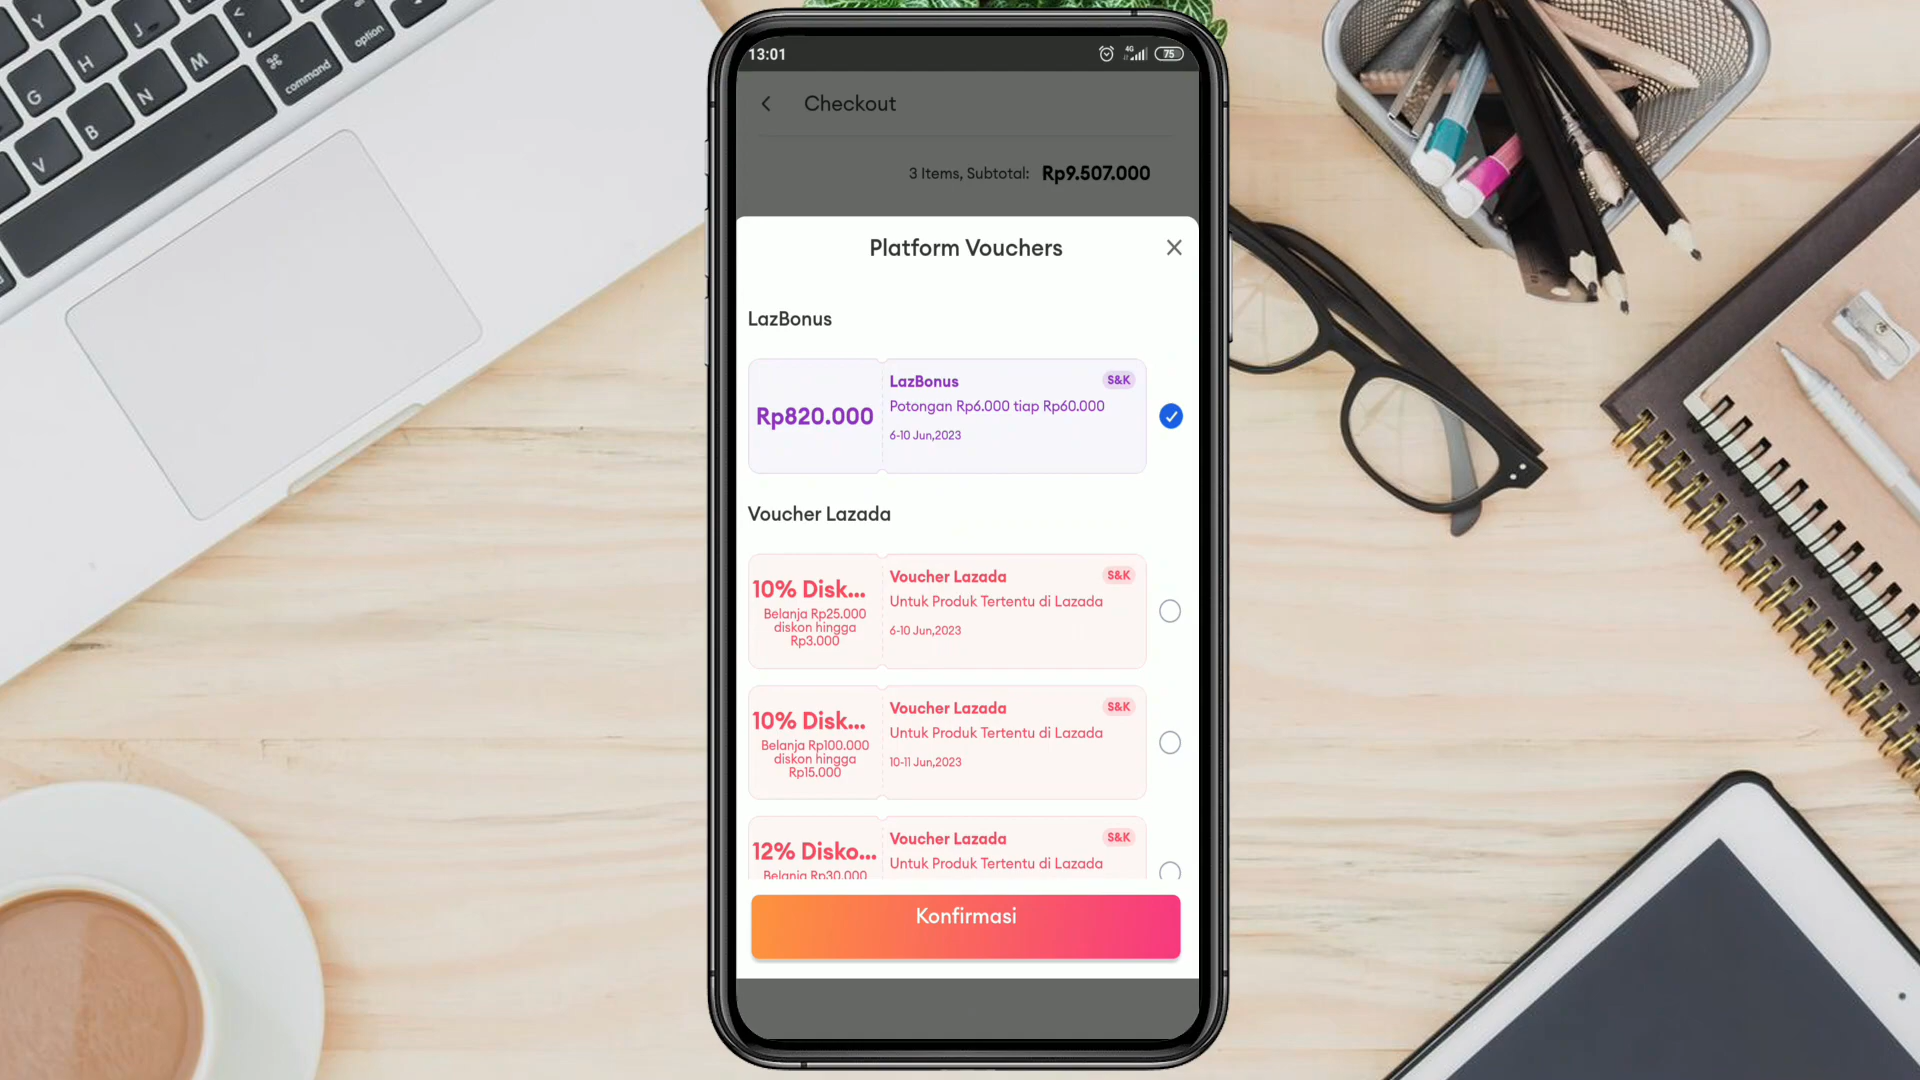 13:01
4G
75
Checkout
3 Items, Subtotal: Rp9.507.000
Platform Vouchers
LazBonus
Rp820.000
LazBonus
S&K
Potongan Rp6.000 tiap Rp60.000
6-10 Jun,2023
Voucher Lazada
10% Disk...
Belanja Rp25.000
diskon hingga
Rp3.000
Voucher Lazada
S&K
Untuk Produk Tertentu di Lazada
6-10 Jun,2023
10% Disk...
Belanja Rp100.000
diskon hingga
Rp15.000
Voucher Lazada
S&K
Untuk Produk Tertentu di Lazada
10-11 Jun,2023
12% Disko...
Belanja Rp30.000
Voucher Lazada
S&K
Untuk Produk Tertentu di Lazada
Konfirmasi
Y
J
<
option
H
M
⌘
command
G
N
B
V